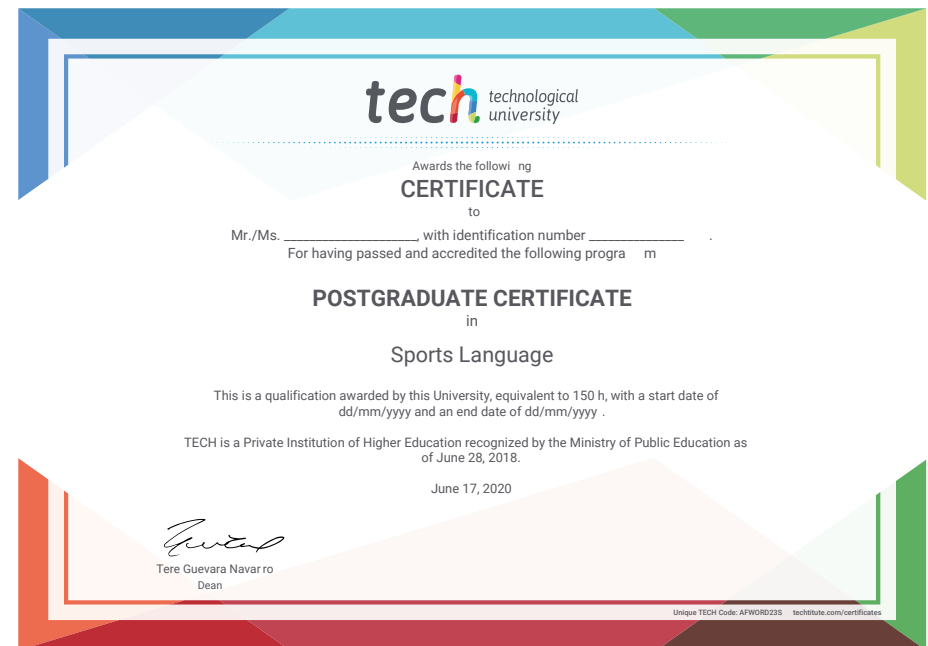 tech technological
university
Awards the followi ng
CERTIFICATE
to
Mr./Ms. ____________________, with identification number ______________ .
For having passed and accredited the following progra m
POSTGRADUATE CERTIFICATE
in
Sports Language
This is a qualification awarded by this University, equivalent to 150 h, with a start date of
dd/mm/yyyy and an end date of dd/mm/yyyy .
TECH is a Private Institution of Higher Education recognized by the Ministry of Public Education as
of June 28, 2018.
June 17, 2020
Tere Guevara Navar ro
Dean
Unique TECH Code: AFWORD23S techtitute.com/certificates